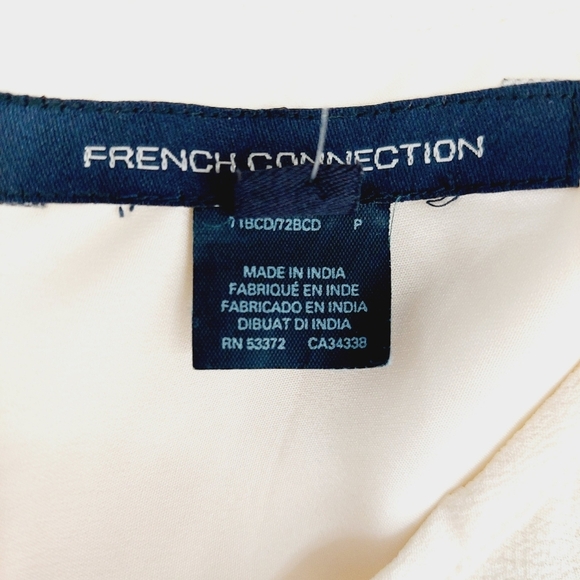 FRENCH CONNECTION
71BCD/72BCD P
MADE IN INDIA
FABRIQUÉ EN INDE
FABRICADO EN INDIA
DIBUAT DI INDIA
RN 53372 CA34338